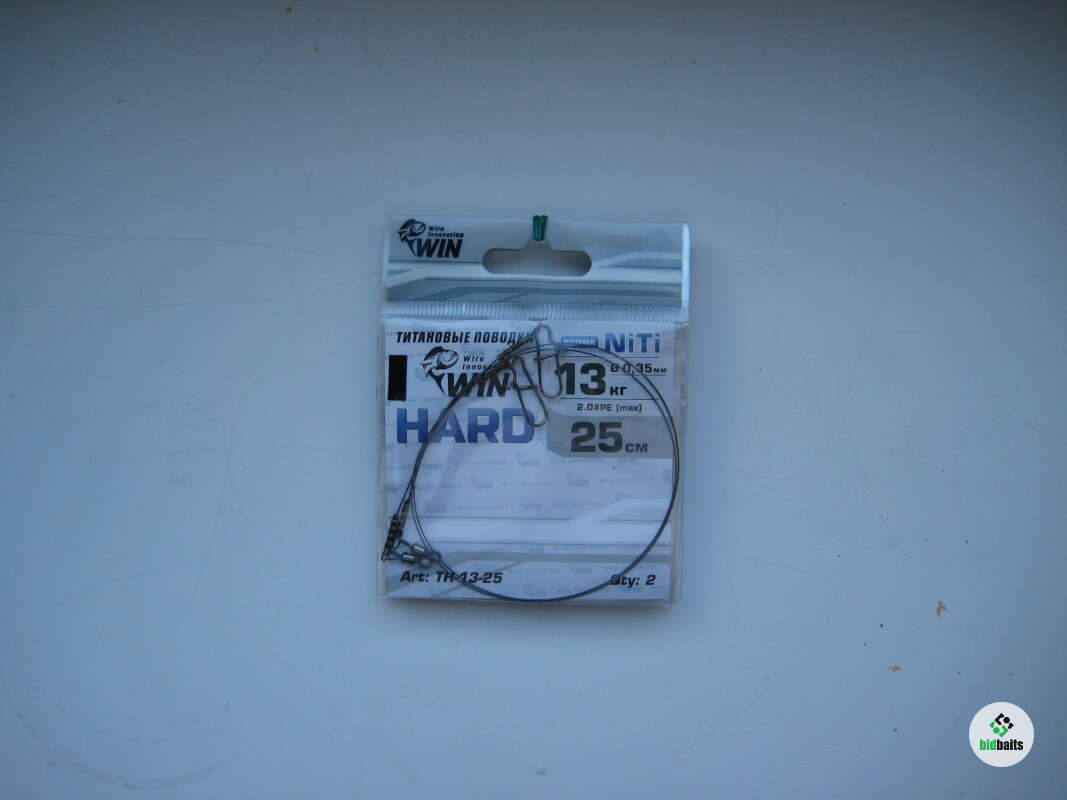 Wire
Innovation
WIN
ТИТАНОВЫЕ ПОВОДКИ
NiTi
Wire
Innovation
WIN
Ø 0,35мм
13 кг
2.0#PE (max)
HARD
25 см
Art: TH-13-25
Qty: 2
bidbaits